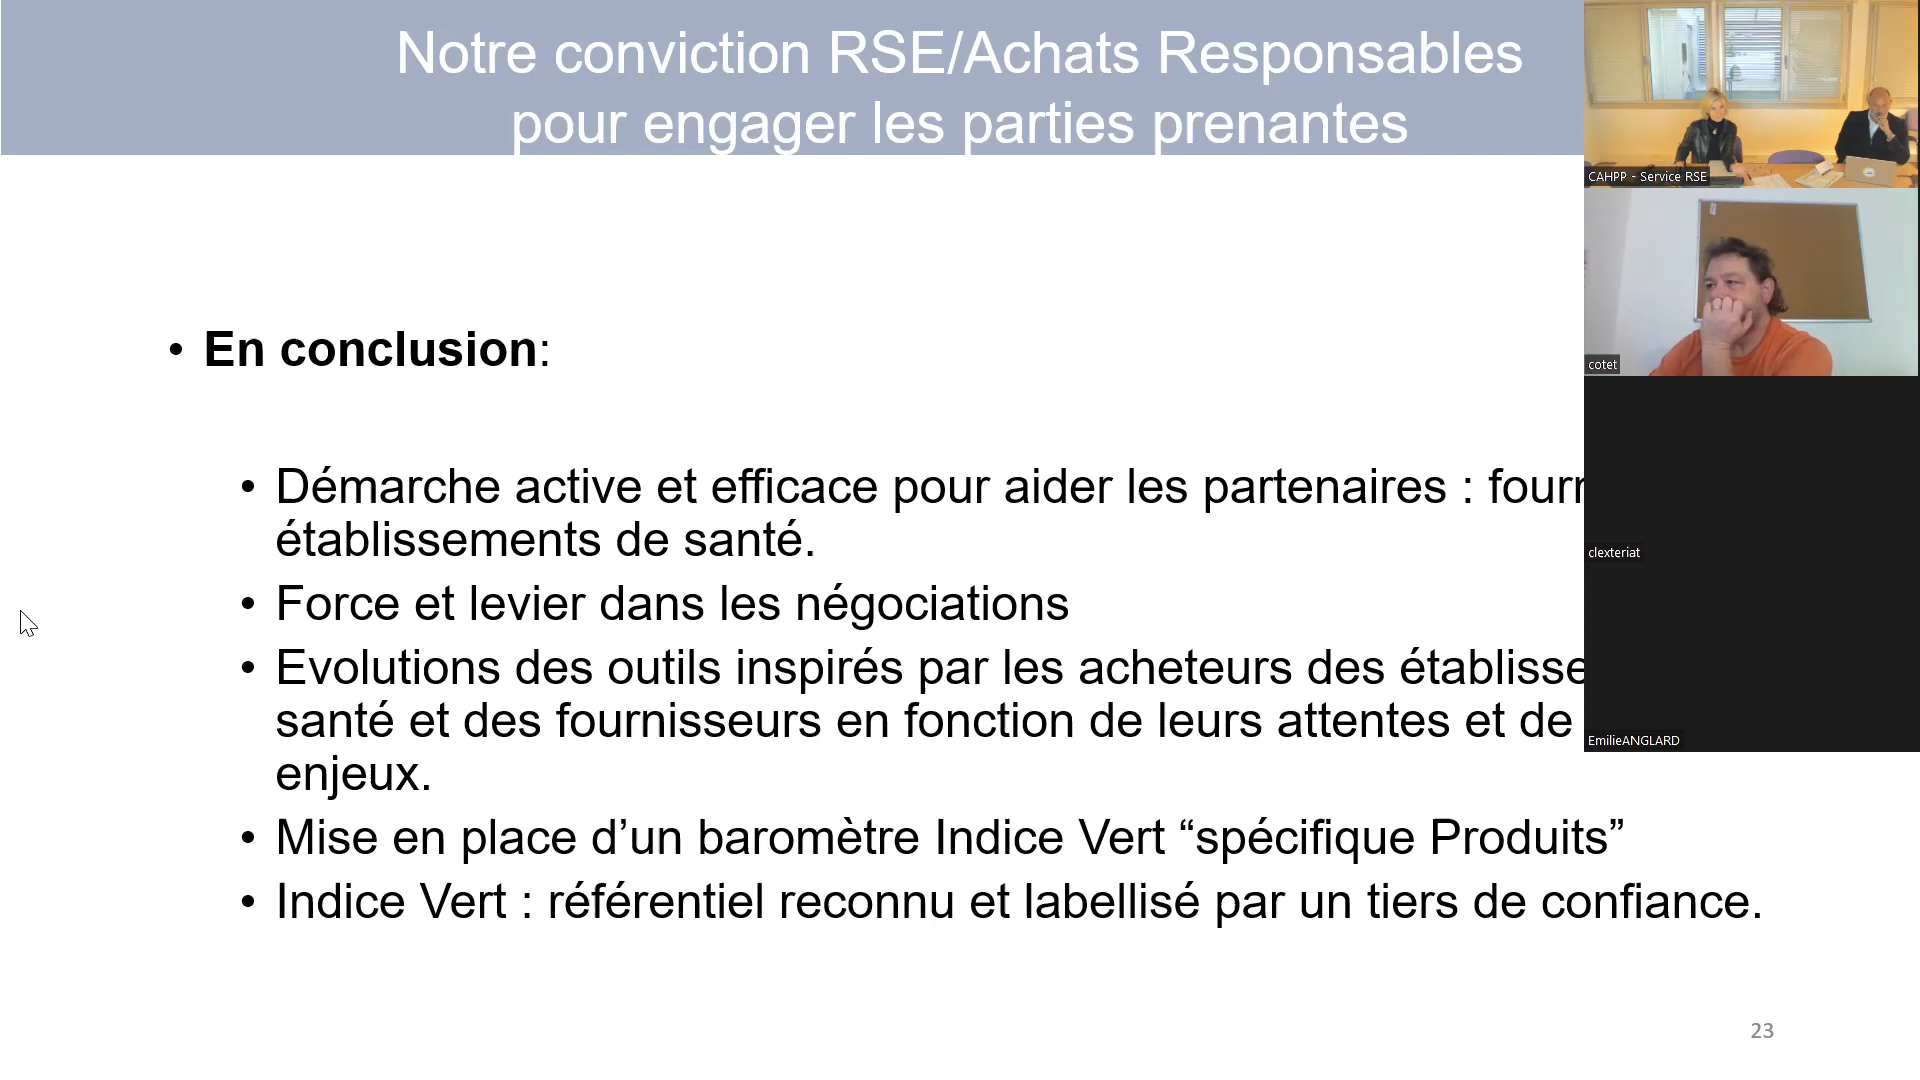 Notre conviction RSE/Achats Responsables
pour engager les parties prenantes
CAHPP - Service RSE
cotet
clexteriat
EmilieANGLARD
• En conclusion:
• Démarche active et efficace pour aider les partenaires :
établissements de santé.
• Force et levier dans les négociations
• Evolutions des outils inspirés par les acheteurs des
santé et des fournisseurs en fonction de leurs attentes et de
enjeux.
• Mise en place d’un baromètre Indice Vert “spécifique Produits”
• Indice Vert : référentiel reconnu et labellisé par un tiers de confiance.
23